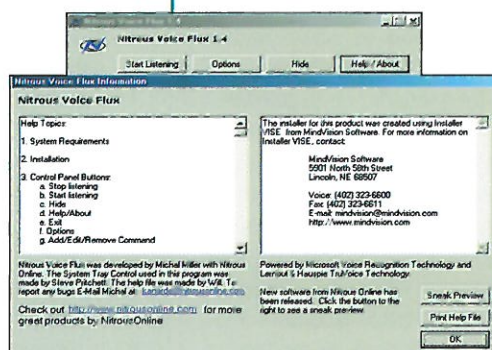 Nitrous Voice Flux 1.4
Nitrous Voice Flux 1.4
Start Listening
Options
Hide
Help / About
Nitrous Voice Flux Information
Nitrous Voice Flux
Help Topics:
1. System Requirements
2. Installation
3. Control Panel Buttons:
a. Stop listening
b. Start listening
c. Hide
d. Help/About
e. Exit
f. Options
g. Add/Edit/Remove Command
The installer for this product was created using Installer
VISE from MindVision Software. For more information on
Installer VISE, contact:
MindVision Software
5901 North 58th Street
Lincoln, NE 68507
Voice: (402) 323-6600
Fax: (402) 323-6611
E-mail: mindvision@mindvision.com
http://www.mindvision.com
Nitrous Voice Flux was developed by Michal Miller with Nitrous
Online. The System Tray Control used in this program was
made by Steve Pritchett. The help file was made by Will. To
report any bugs E-Mail Michal at:
Check out http://www.nitrousonline.com for more
great products by NitrousOnline
Powered by Microsoft Voice Recognition Technology and
Lernout & Hauspie TruVoice Technology.
New software from Nitrous Online has
been released. Click the button to the
right to see a sneak preview.
Sneak Preview
Print Help File
OK